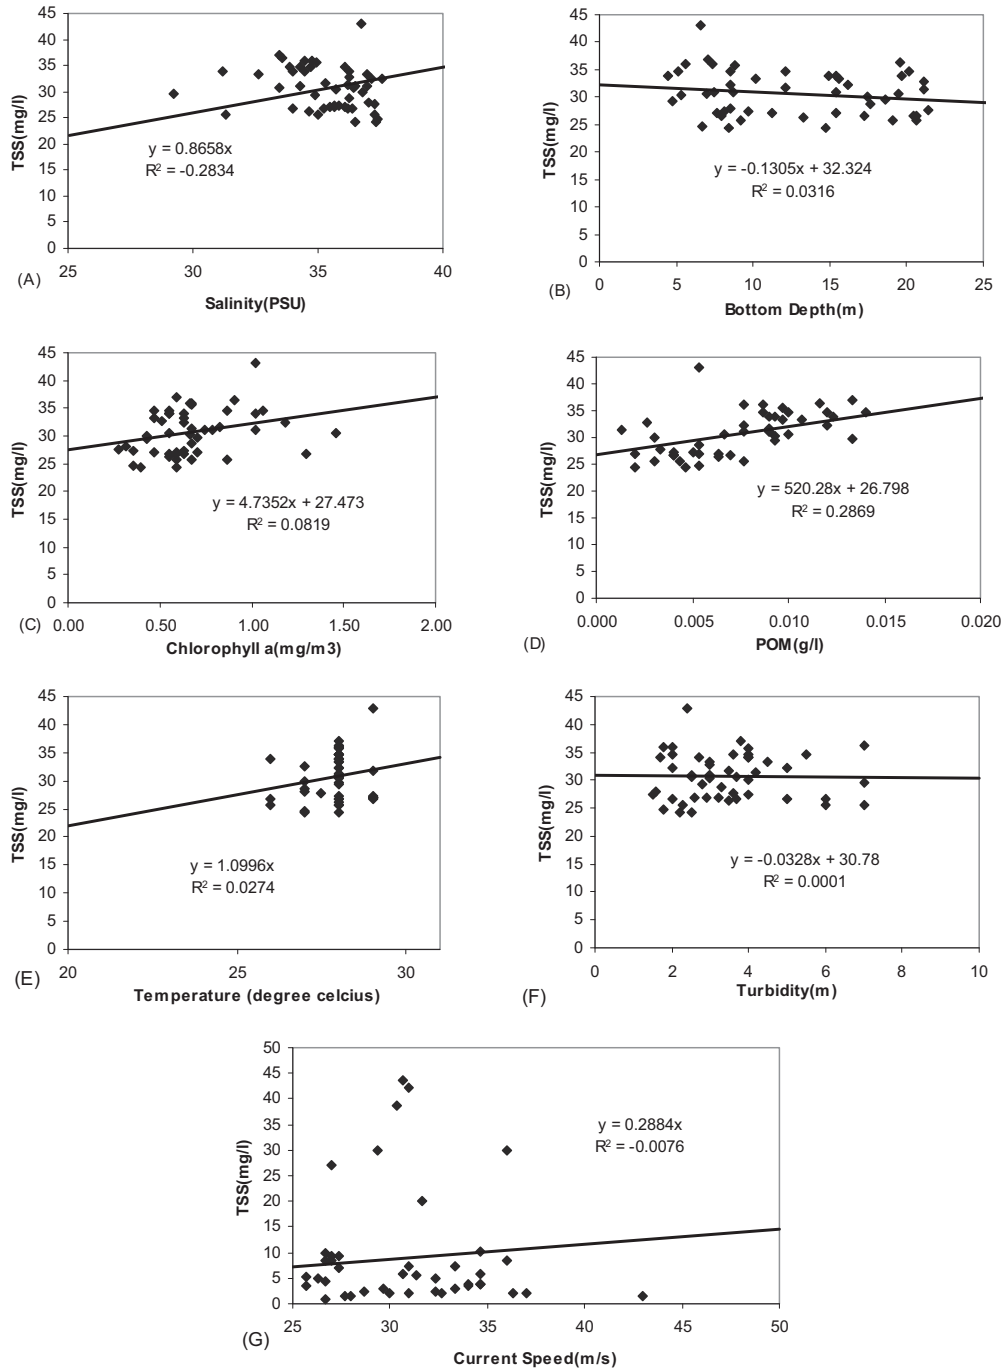 45
40
35
30
25
20
15
10
5
0
TSS(mg/l)
y = 0.8658x
R² = -0.2834
25 30 35 40
(A)
Salinity(PSU)
45
40
35
30
25
20
15
10
5
0
TSS(mg/l)
y = -0.1305x + 32.324
R² = 0.0316
0 5 10 15 20 25
(B)
Bottom Depth(m)
45
40
35
30
25
20
15
10
5
0
TSS(mg/l)
y = 4.7352x + 27.473
R² = 0.0819
0.00 0.50 1.00 1.50 2.00
(C)
Chlorophyll a(mg/m3)
45
40
35
30
25
20
15
10
5
0
TSS(mg/l)
y = 520.28x + 26.798
R² = 0.2869
0.000 0.005 0.010 0.015 0.020
(D)
POM(g/l)
45
40
35
30
25
20
15
10
5
0
TSS(mg/l)
y = 1.0996x
R² = 0.0274
20 25 30
(E)
Temperature (degree celcius)
45
40
35
30
25
20
15
10
5
0
TSS(mg/l)
y = -0.0328x + 30.78
R² = 0.0001
0 2 4 6 8 10
(F)
Turbidity(m)
50
45
40
35
30
25
20
15
10
5
0
TSS(mg/l)
y = 0.2884x
R² = -0.0076
25 30 35 40 45 50
(G)
Current Speed(m/s)